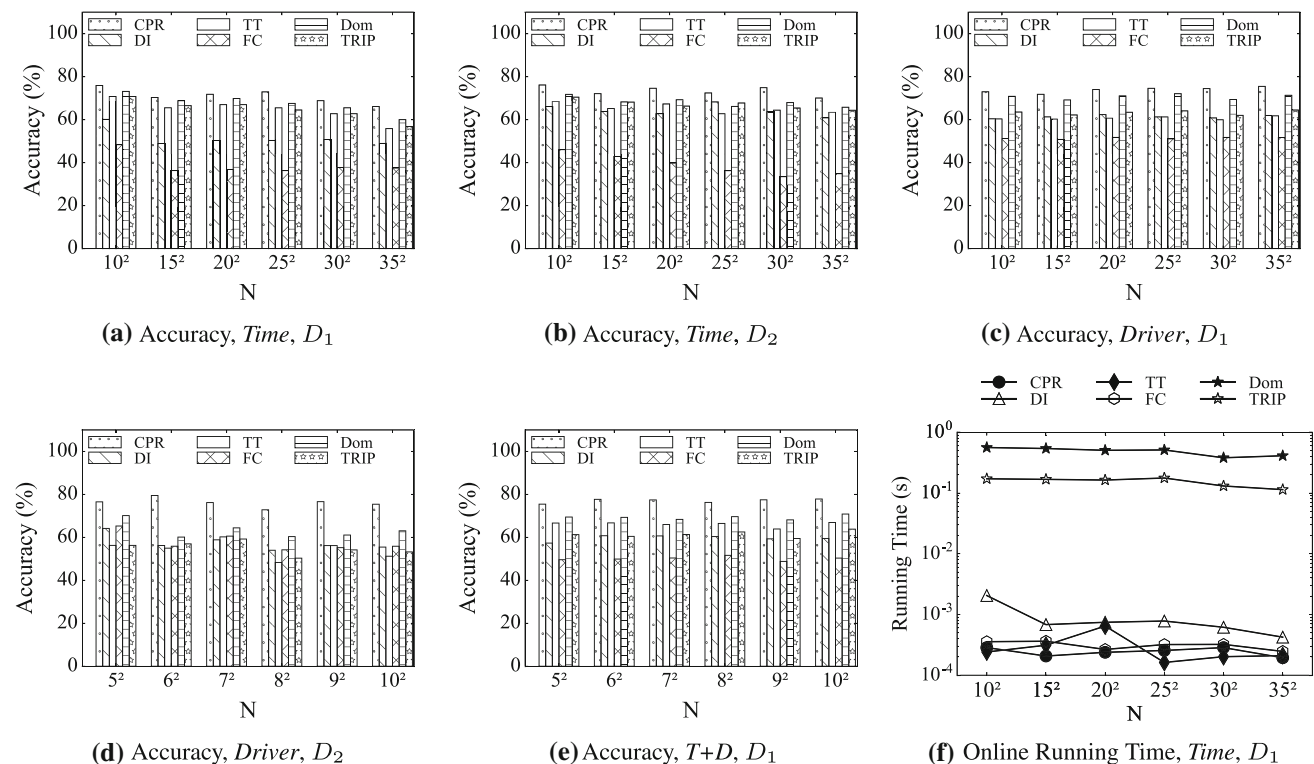 CPR TT Dom
DI FC TRIP
Accuracy (%)
100
80
60
40
20
0
10² 15² 20² 25² 30² 35²
N
(a) Accuracy, Time, D₁
CPR TT Dom
DI FC TRIP
Accuracy (%)
100
80
60
40
20
0
10² 15² 20² 25² 30² 35²
N
(b) Accuracy, Time, D₂
CPR TT Dom
DI FC TRIP
Accuracy (%)
100
80
60
40
20
0
10² 15² 20² 25² 30² 35²
N
(c) Accuracy, Driver, D₁
CPR TT Dom
DI FC TRIP
Accuracy (%)
100
80
60
40
20
0
5² 6² 7² 8² 9² 10²
N
(d) Accuracy, Driver, D₂
CPR TT Dom
DI FC TRIP
Accuracy (%)
100
80
60
40
20
0
5² 6² 7² 8² 9² 10²
N
(e) Accuracy, T+D, D₁
CPR TT Dom
DI FC TRIP
Running Time (s)
10⁰
10⁻¹
10⁻²
10⁻³
10⁻⁴
10² 15² 20² 25² 30² 35²
N
(f) Online Running Time, Time, D₁